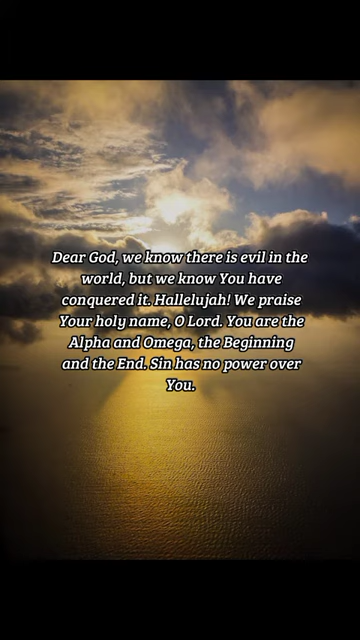 Dear God, we know there is evil in the
world, but we know You have
conquered it. Hallelujah! We praise
Your holy name, O Lord. You are the
Alpha and Omega, the Beginning
and the End. Sin has no power over
You.